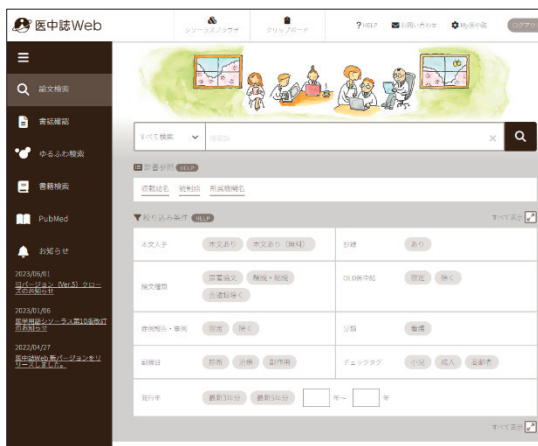 医中誌Web
シソーラスブラウザ
クリップボード
?HELP
お問い合わせ
My医中誌
論文検索
書誌確認
ゆるふわ検索
書籍検索
PubMed
お知らせ
2023/06/01
旧バージョン (Ver.5) クローズのお知らせ
2023/01/06
医学用語シソーラス第10版改訂のお知らせ
2022/04/27
医中誌Web 新バージョンをリリースしました。
すべて検索
×
辞書参照 HELP
収載誌名 統制語 所属機関名
絞り込み条件 HELP
すべて表示
本文入手
本文あり 本文あり (無料)
抄録
あり
論文種類
原著論文 解説・総説
会議録除く
OLD医中誌
限定 除く
症例報告・事例
限定 除く
分類
看護
副標目
診断 治療 副作用
チェックタグ
小児 成人 高齢者
発行年
最新3年分 最新5年分
年～
年
すべて表示